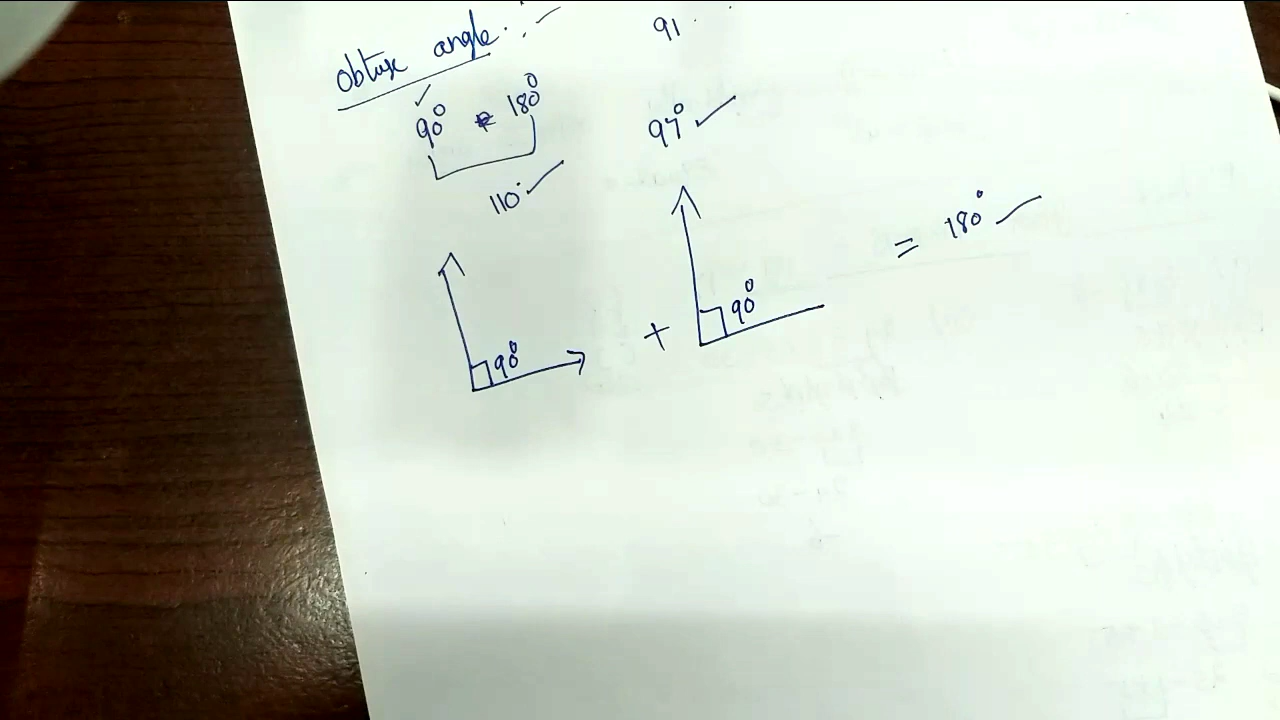 obtuse angle :
91
90° & 180°
97°
110°
= 180°
90° + 90°